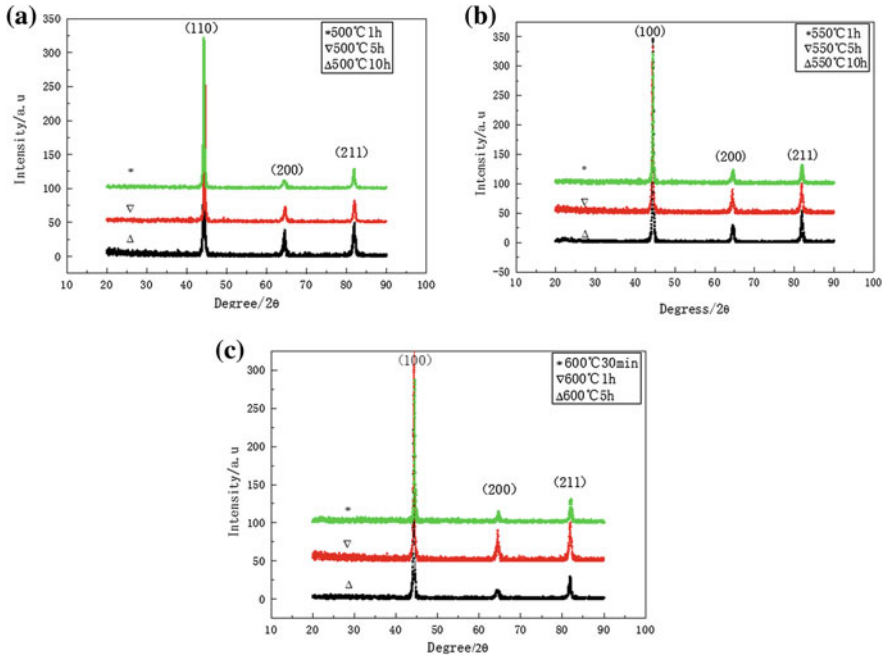 (a)
(110)
*500℃1h
▽500℃5h
△500℃10h
350
300
250
200
150
100
50
0
Intensity/a.u
(200)
(211)
*
▽
△
10 20 30 40 50 60 70 80 90 100
Degree/2θ
(b)
(100)
*550℃1h
▽550℃5h
△550℃10h
350
300
250
200
150
100
50
0
-50
Intensity/a.u
(200)
(211)
*
▽
△
10 20 30 40 50 60 70 80 90 100
Degress/2θ
(c)
(100)
*600℃30min
▽600℃1h
△600℃5h
300
250
200
150
100
50
0
Intensity/a.u
(200)
(211)
*
▽
△
10 20 30 40 50 60 70 80 90 100
Degree/2θ